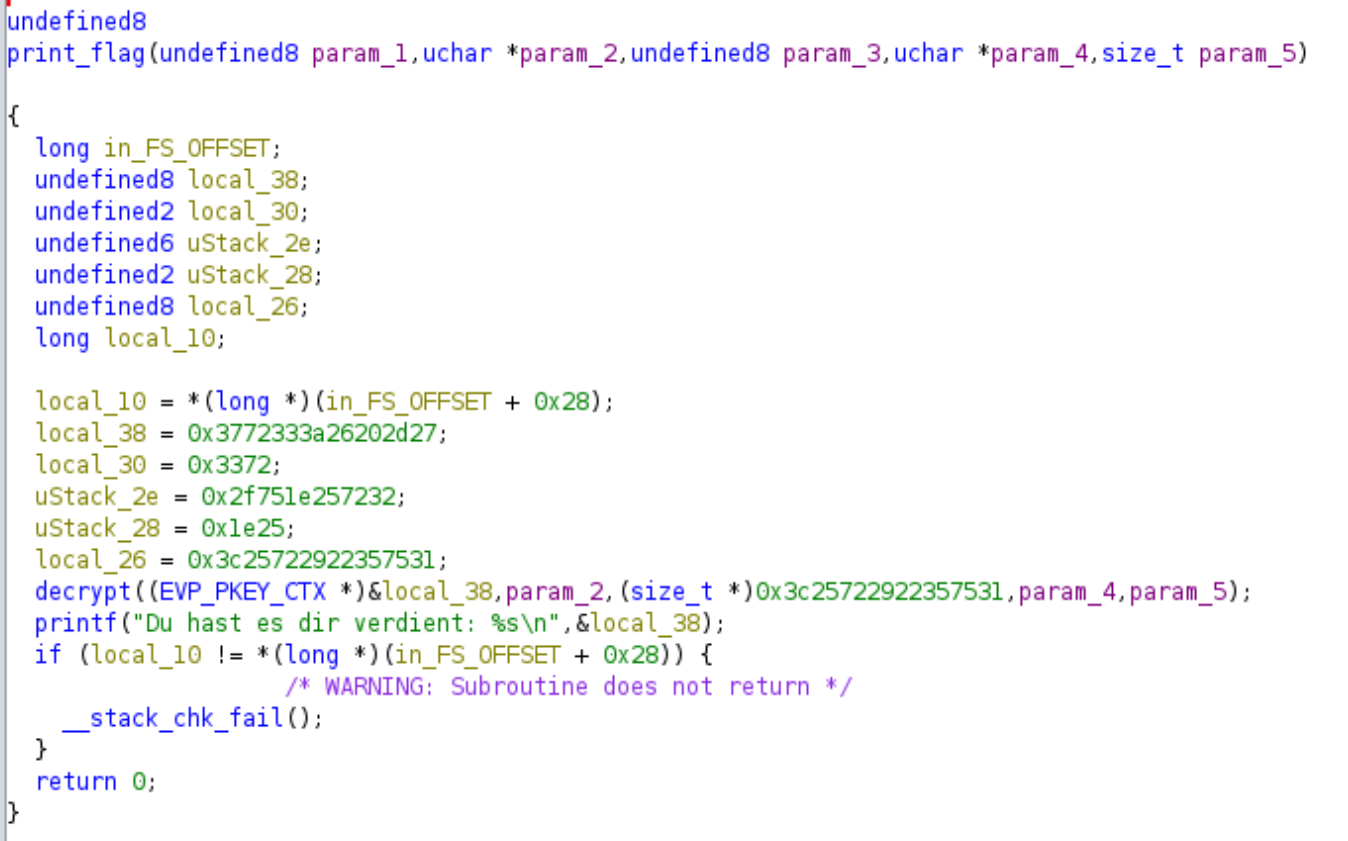 undefined8
print_flag(undefined8 param_1,uchar *param_2,undefined8 param_3,uchar *param_4,size_t param_5)
{
long in_FS_OFFSET;
undefined8 local_38;
undefined2 local_30;
undefined6 uStack_2e;
undefined2 uStack_28;
undefined8 local_26;
long local_10;
local_10 = *(long *)(in_FS_OFFSET + 0x28);
local_38 = 0x3772333a26202d27;
local_30 = 0x3372;
uStack_2e = 0x2f751e257232;
uStack_28 = 0x1e25;
local_26 = 0x3c25722922357531;
decrypt((EVP_PKEY_CTX *)&local_38,param_2,(size_t *)0x3c25722922357531,param_4,param_5);
printf("Du hast es dir verdient: %s\n",&local_38);
if (local_10 != *(long *)(in_FS_OFFSET + 0x28)) {
/* WARNING: Subroutine does not return */
__stack_chk_fail();
}
return 0;
}